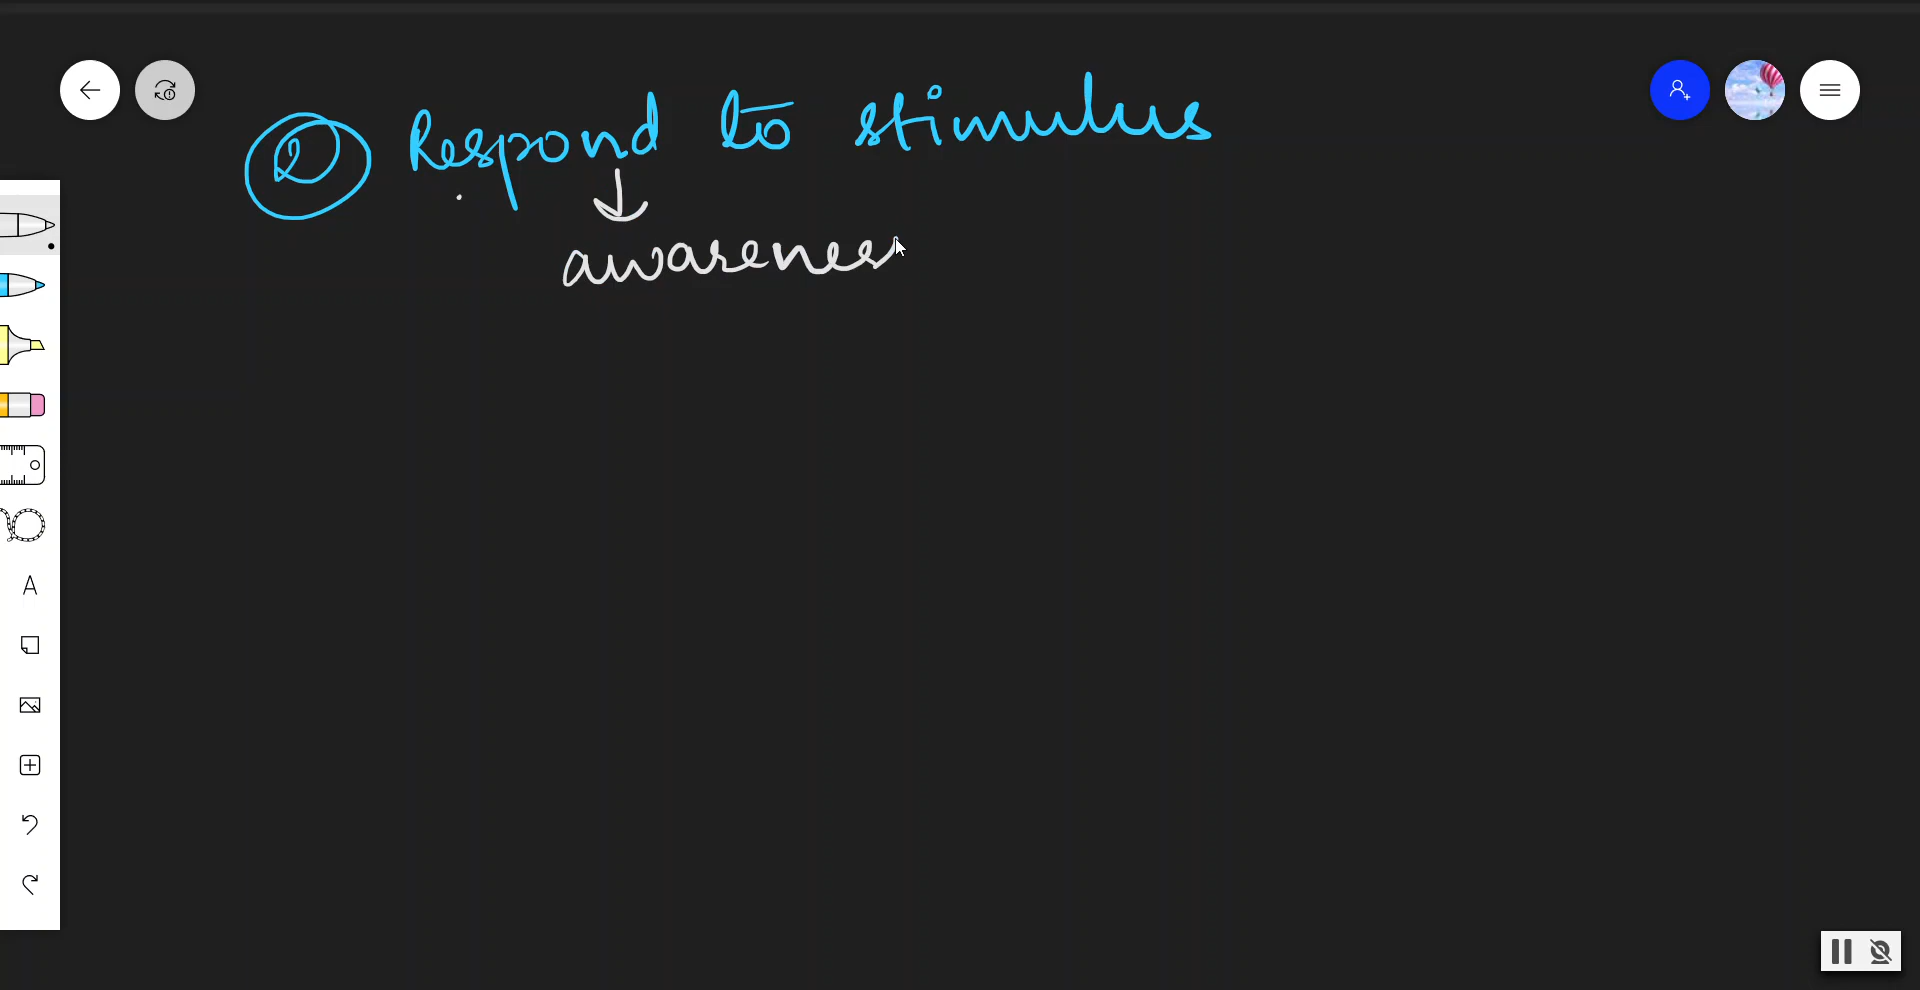 ② Respond to stimulus
↓
awareness
A